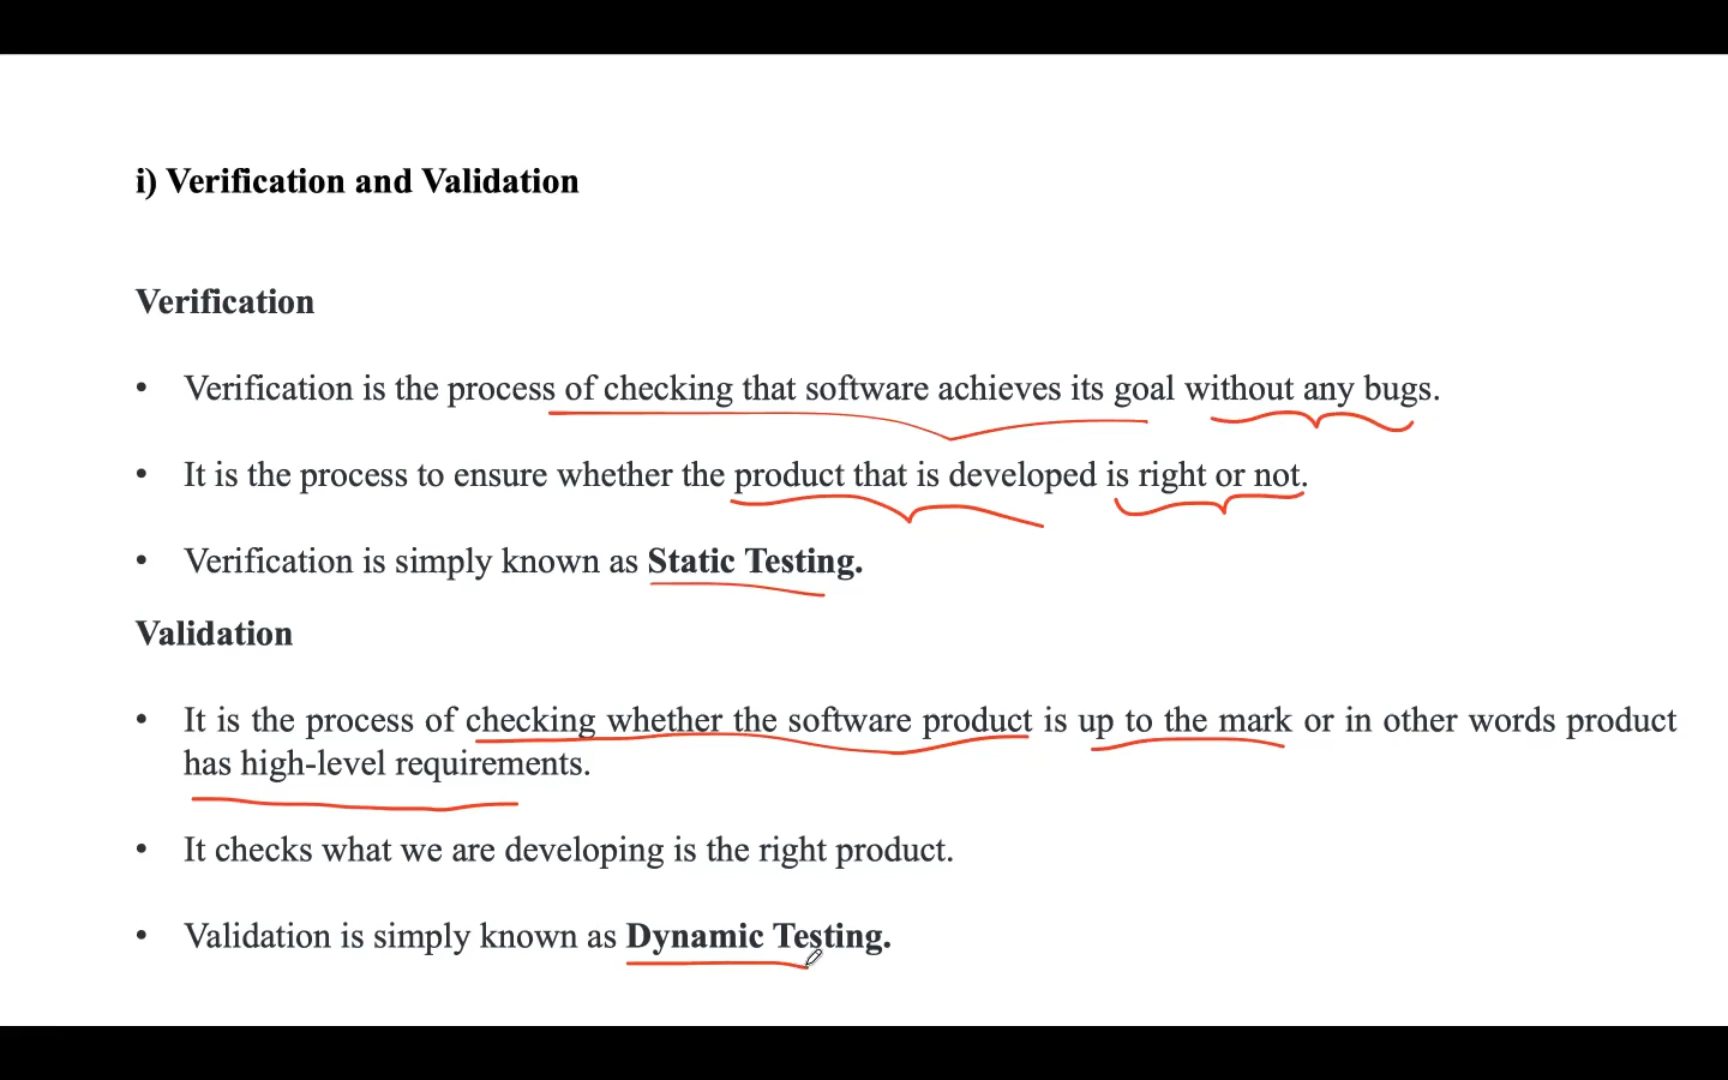 i) Verification and Validation
Verification
• Verification is the process of checking that software achieves its goal without any bugs.
• It is the process to ensure whether the product that is developed is right or not.
• Verification is simply known as Static Testing.
Validation
• It is the process of checking whether the software product is up to the mark or in other words product
has high-level requirements.
• It checks what we are developing is the right product.
• Validation is simply known as Dynamic Testing.